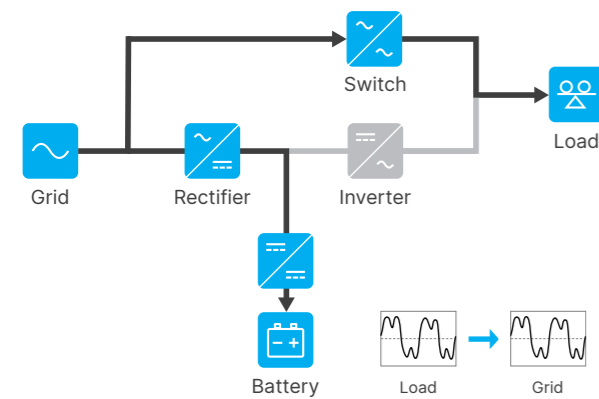 Switch
Load
Grid
Rectifier
Inverter
Battery
Load
Grid